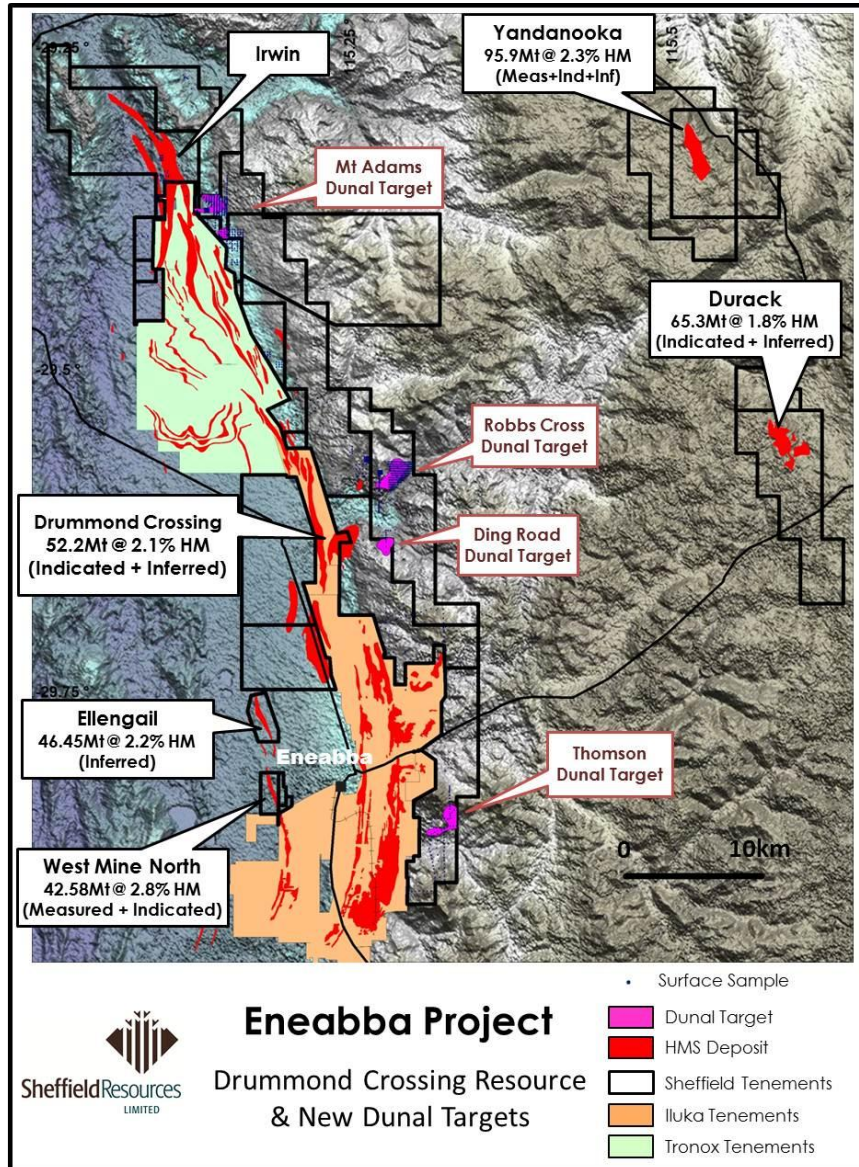 -29.25 °
115.25
115.5°
Irwin
Yandanooka
95.9Mt @ 2.3% HM
(Meas+Ind+Inf)
Mt Adams
Dunal Target
Durack
65.3Mt @ 1.8% HM
(Indicated + Inferred)
-29.5 °
Robbs Cross
Dunal Target
Drummond Crossing
52.2Mt @ 2.1% HM
(Indicated + Inferred)
Ding Road
Dunal Target
-29.75 °
Ellengail
46.45Mt @ 2.2% HM
(Inferred)
Eneabba
Thomson
Dunal Target
West Mine North
42.58Mt @ 2.8% HM
(Measured + Indicated)
0 10km
Sheffield Resources
LIMITED
Eneabba Project
Drummond Crossing Resource
& New Dunal Targets
Surface Sample
Dunal Target
HMS Deposit
Sheffield Tenements
Iluka Tenements
Tronox Tenements